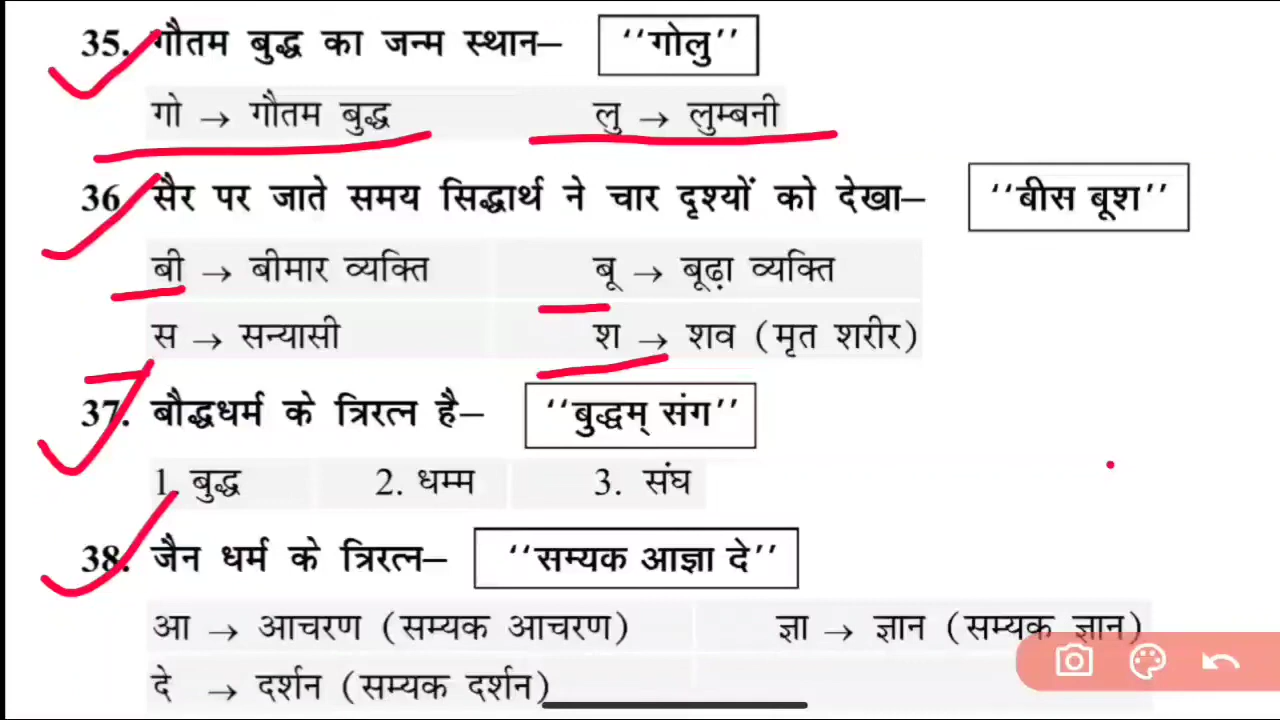 35. गौतम बुद्ध का जन्म स्थान– ‘‘गोलु’’
गो → गौतम बुद्ध लु → लुम्बनी
36. सैर पर जाते समय सिद्धार्थ ने चार दृश्यों को देखा– ‘‘बीस बूश’’
बी → बीमार व्यक्ति बू → बूढ़ा व्यक्ति
स → सन्यासी श → शव (मृत शरीर)
37. बौद्धधर्म के त्रिरत्न है– ‘‘बुद्धम् संग’’
1. बुद्ध 2. धम्म 3. संघ
38. जैन धर्म के त्रिरत्न– ‘‘सम्यक आज्ञा दे’’
आ → आचरण (सम्यक आचरण) ज्ञा → ज्ञान (सम्यक ज्ञान)
दे → दर्शन (सम्यक दर्शन)